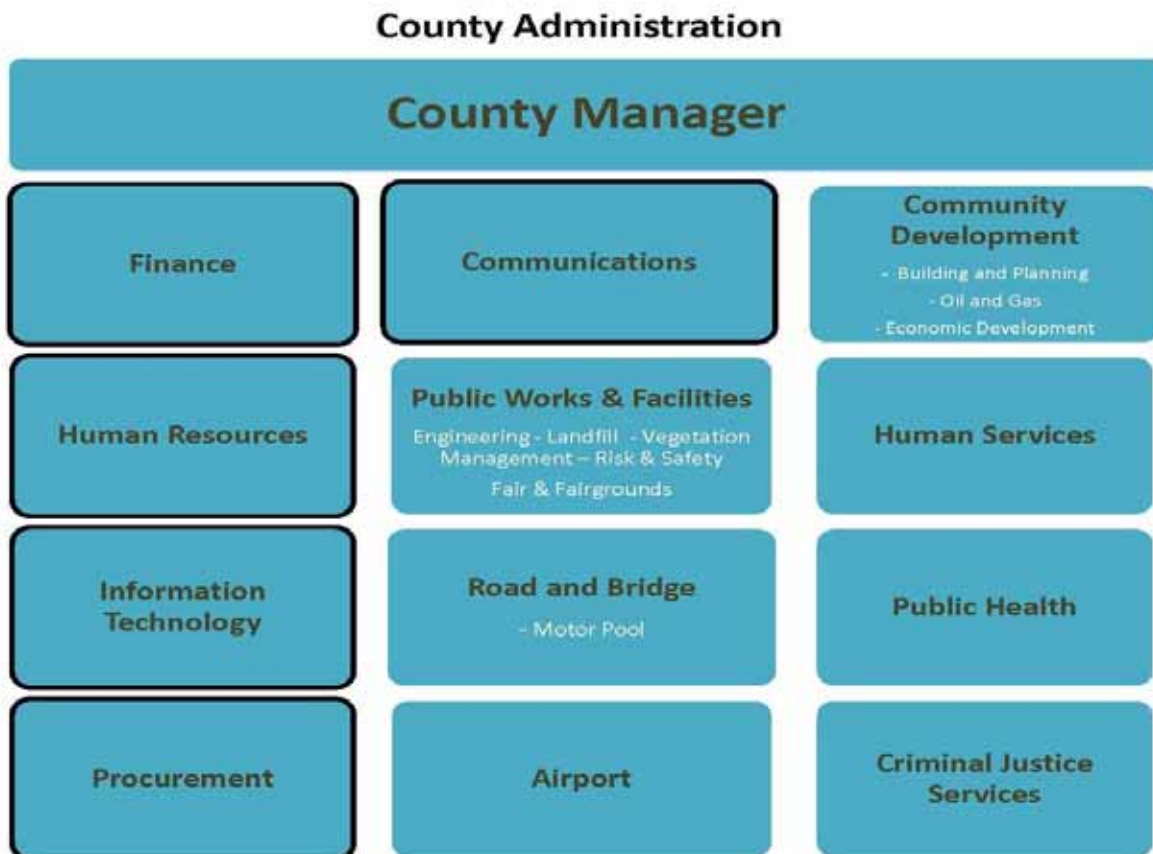 County Administration
County Manager
Finance
Communications
Community
Development
- Building and Planning
- Oil and Gas
- Economic Development
Human Resources
Public Works & Facilities
Engineering - Landfill - Vegetation
Management – Risk & Safety
Fair & Fairgrounds
Human Services
Information
Technology
Road and Bridge
- Motor Pool
Public Health
Procurement
Airport
Criminal Justice
Services